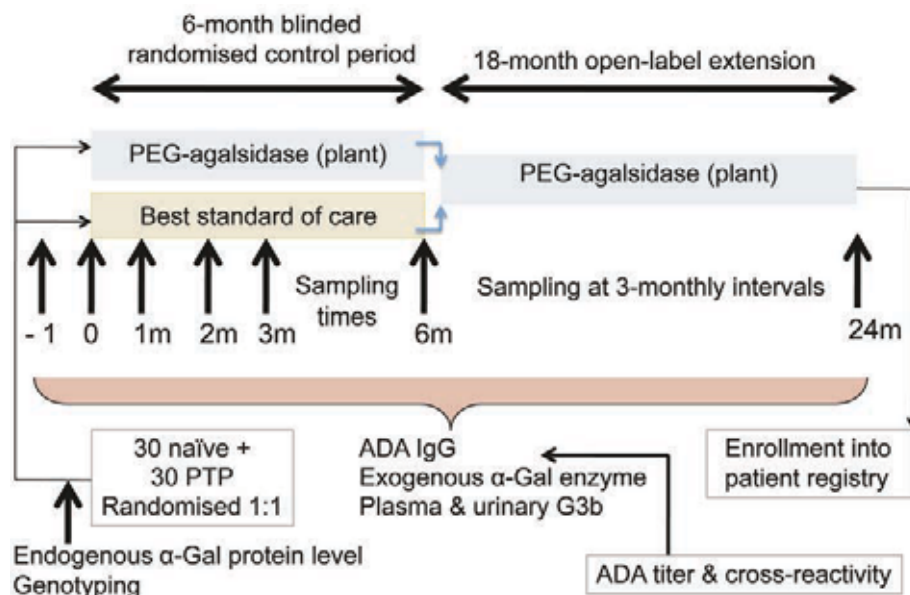 6-month blinded
randomised control period
18-month open-label extension
PEG-agalsidase (plant)
PEG-agalsidase (plant)
Best standard of care
Sampling
times
Sampling at 3-monthly intervals
- 1
0
1m
2m
3m
6m
24m
30 naïve +
30 PTP
Randomised 1:1
ADA IgG
Exogenous α-Gal enzyme
Plasma & urinary G3b
Enrollment into
patient registry
Endogenous α-Gal protein level
Genotyping
ADA titer & cross-reactivity